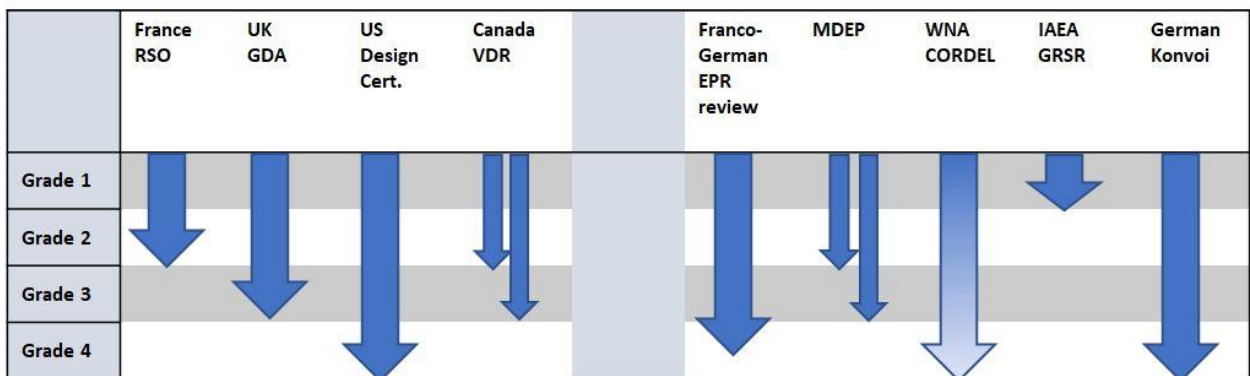 France
RSO
UK
GDA
US
Design
Cert.
Canada
VDR
Franco-
German
EPR
review
MDEP
WNA
CORDEL
IAEA
GRSR
German
Konvoi
Grade 1
Grade 2
Grade 3
Grade 4